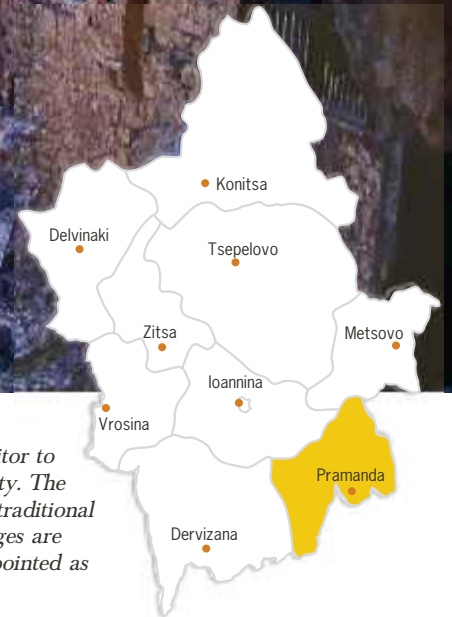 Konitsa
Delvinaki
Tsepelovo
Zitsa
Metsovo
Ioannina
Vrosina
Pramanda
Dervizana
itor to
ty. The
traditional
ges are
pointed as